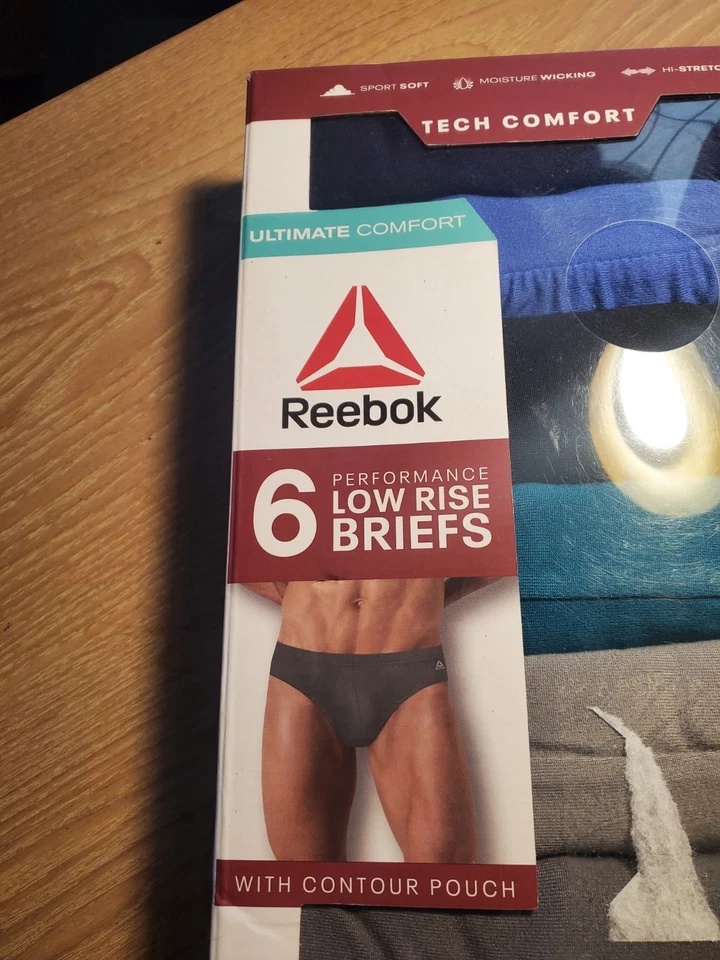 SPORT SOFT
MOISTURE WICKING
TECH COMFORT
ULTIMATE COMFORT
Reebok
6
PERFORMANCE
LOW RISE
BRIEFS
WITH CONTOUR POUCH